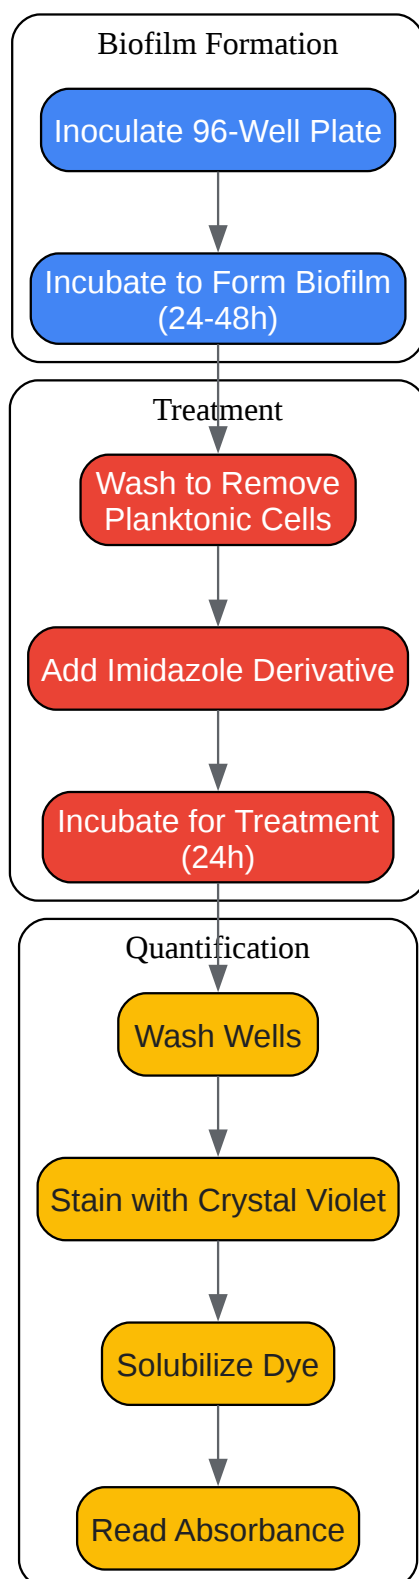 Biofilm Formation
Inoculate 96-Well Plate
Incubate to Form Biofilm
(24-48h)
Treatment
Wash to Remove
Planktonic Cells
Add Imidazole Derivative
Incubate for Treatment
(24h)
Quantification
Wash Wells
Stain with Crystal Violet
Solubilize Dye
Read Absorbance